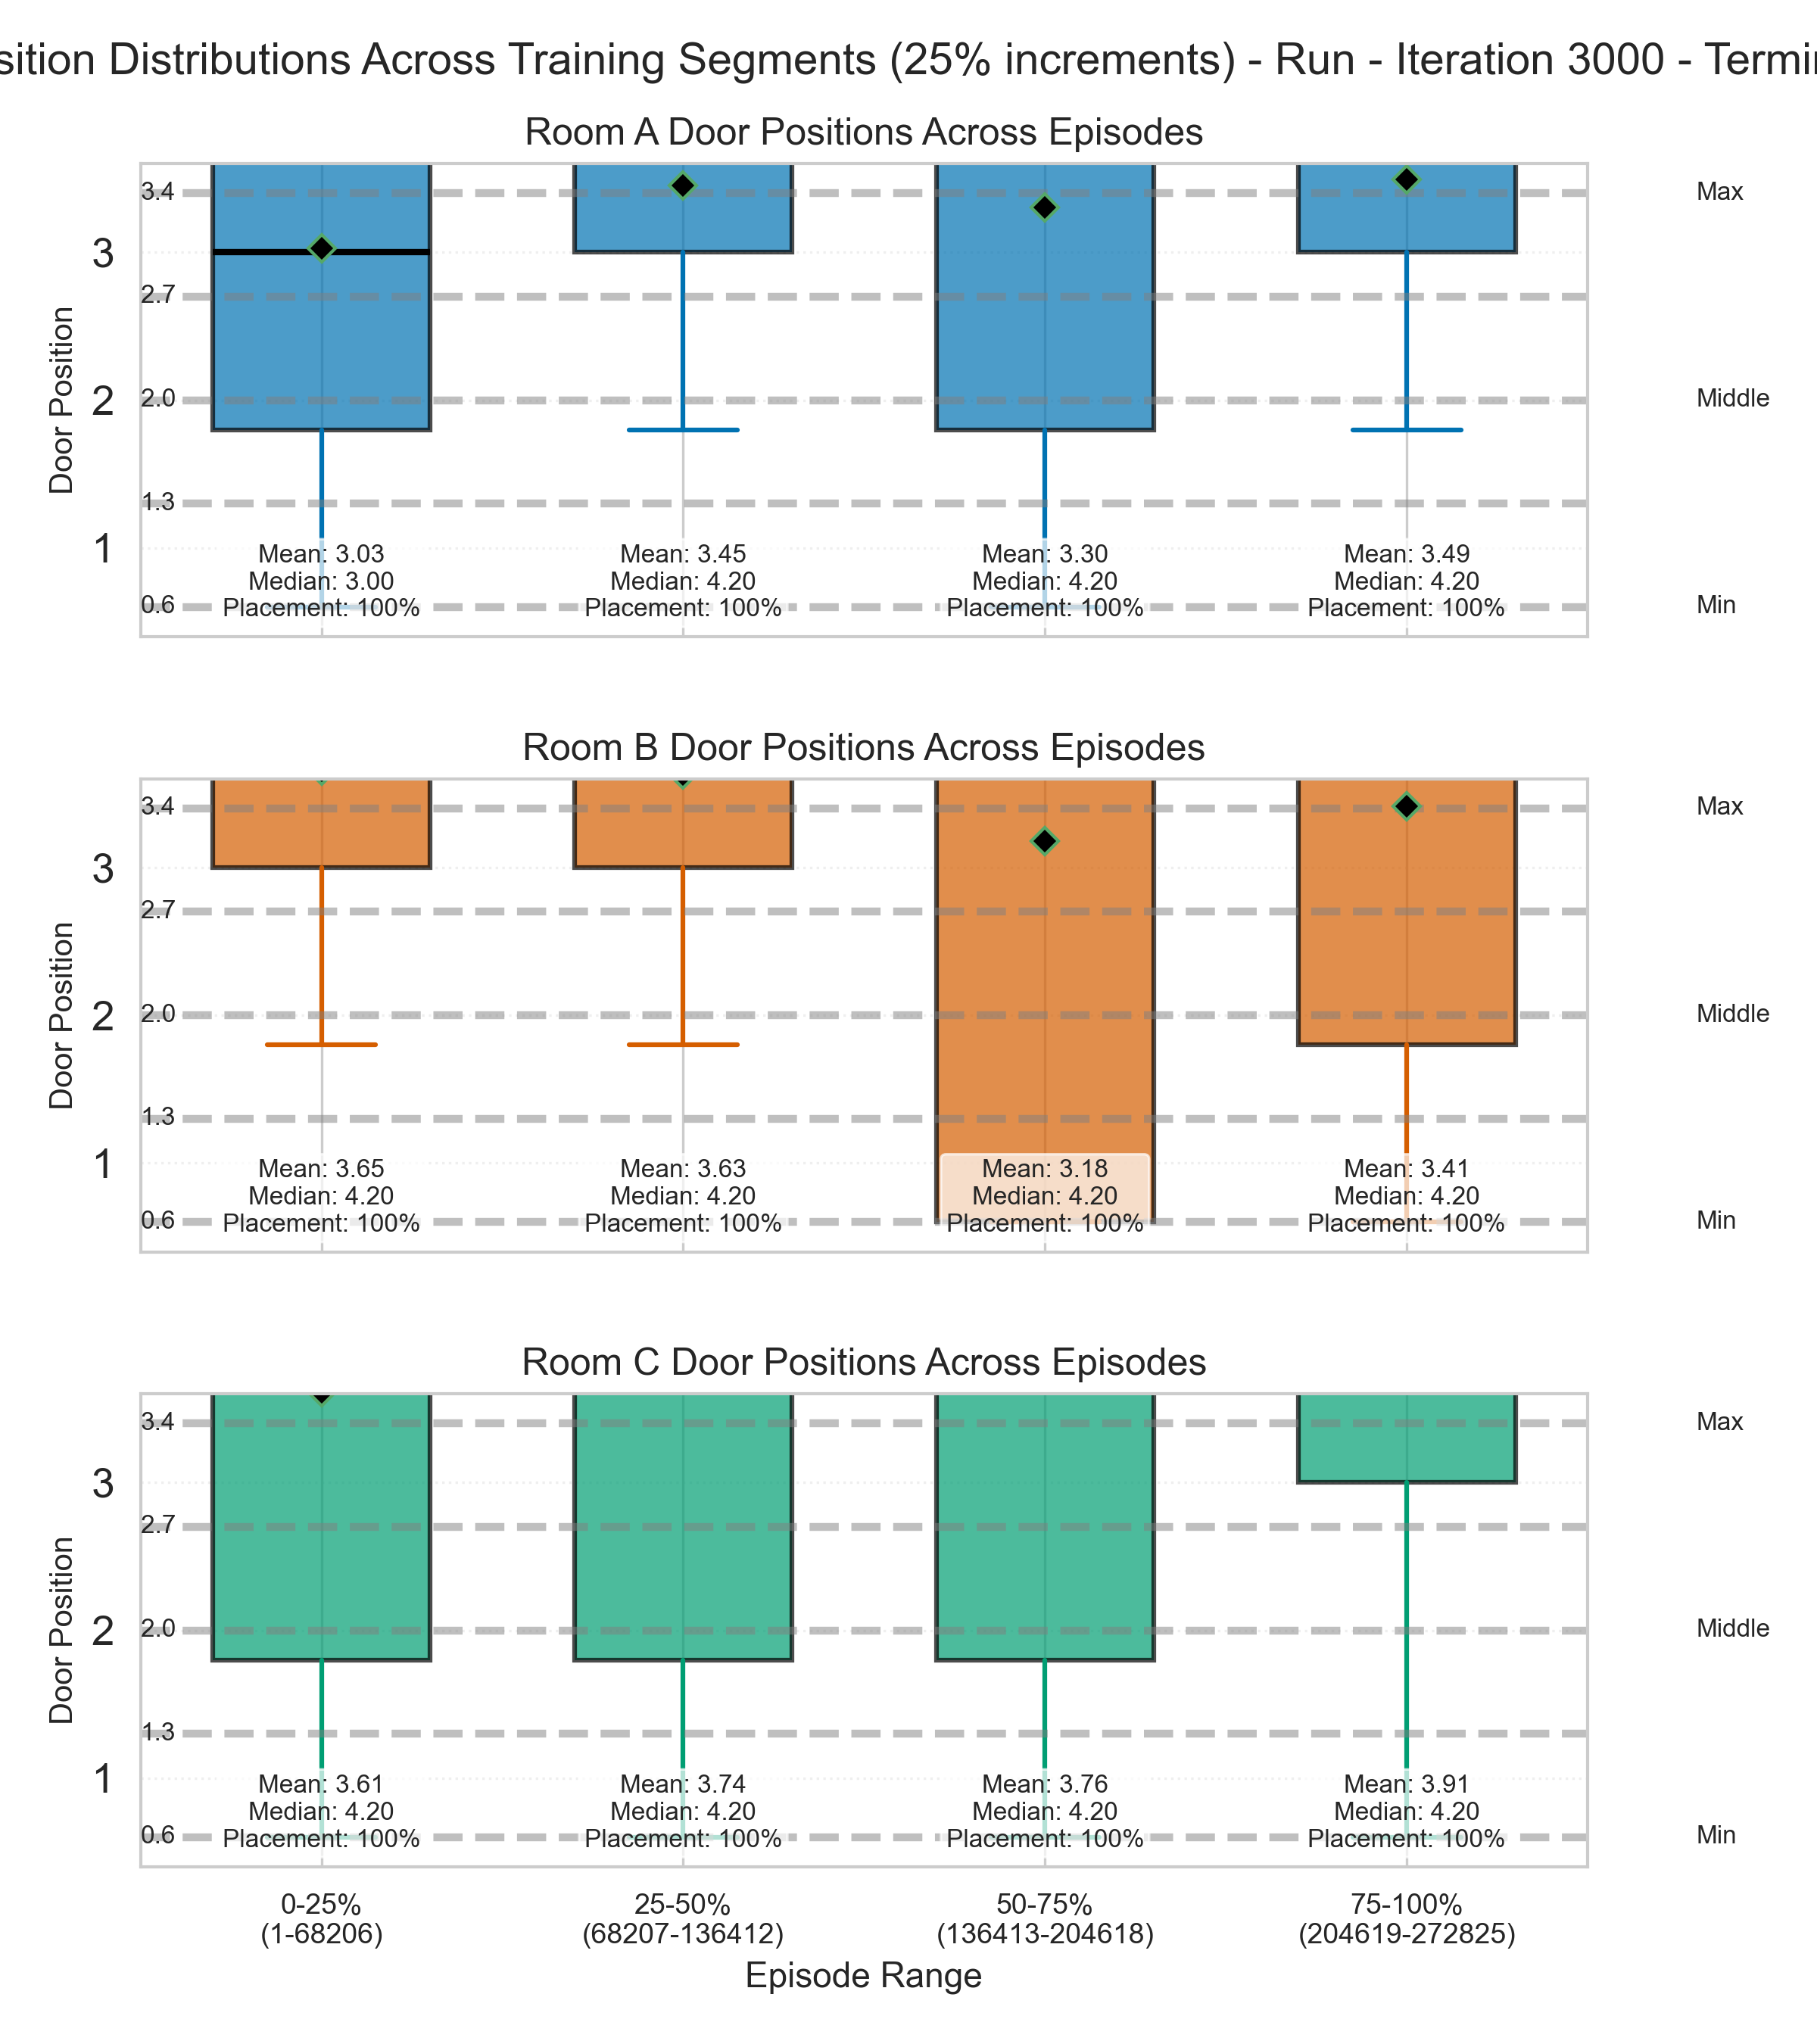 sition Distributions Across Training Segments (25% increments) - Run - Iteration 3000 - Termi
Room A Door Positions Across Episodes
Door Position
3
2
1
3.4
2.7
2.0
1.3
0.6
Max
Middle
Min
Mean: 3.03
Median: 3.00
Placement: 100%
Mean: 3.45
Median: 4.20
Placement: 100%
Mean: 3.30
Median: 4.20
Placement: 100%
Mean: 3.49
Median: 4.20
Placement: 100%
Room B Door Positions Across Episodes
Door Position
3
2
1
3.4
2.7
2.0
1.3
0.6
Max
Middle
Min
Mean: 3.65
Median: 4.20
Placement: 100%
Mean: 3.63
Median: 4.20
Placement: 100%
Mean: 3.18
Median: 4.20
Placement: 100%
Mean: 3.41
Median: 4.20
Placement: 100%
Room C Door Positions Across Episodes
Door Position
3
2
1
3.4
2.7
2.0
1.3
0.6
Max
Middle
Min
Mean: 3.61
Median: 4.20
Placement: 100%
Mean: 3.74
Median: 4.20
Placement: 100%
Mean: 3.76
Median: 4.20
Placement: 100%
Mean: 3.91
Median: 4.20
Placement: 100%
0-25%
(1-68206)
25-50%
(68207-136412)
50-75%
(136413-204618)
75-100%
(204619-272825)
Episode Range